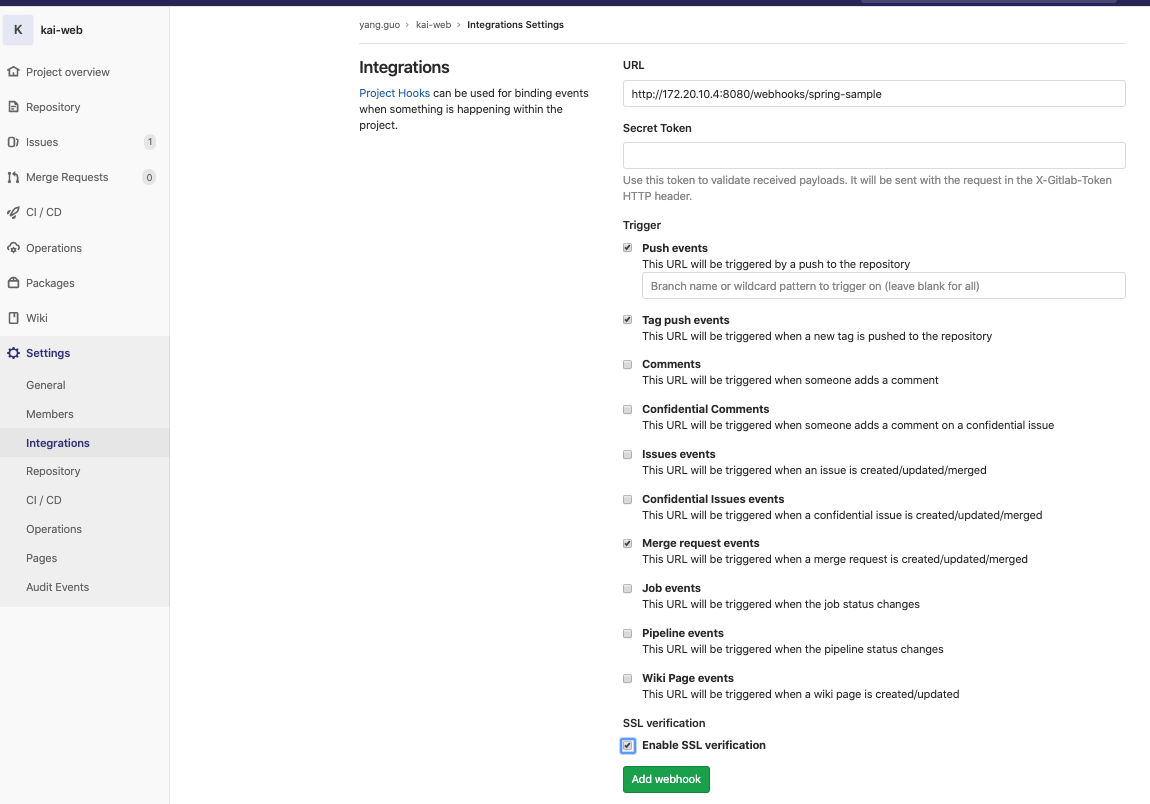 K kai-web
Project overview
Repository
Issues 1
Merge Requests 0
CI / CD
Operations
Packages
Wiki
Settings
General
Members
Integrations
Repository
CI / CD
Operations
Pages
Audit Events
yang.guo › kai-web › Integrations Settings
Integrations
Project Hooks can be used for binding events
when something is happening within the
project.
URL
http://172.20.10.4:8080/webhooks/spring-sample
Secret Token
Use this token to validate received payloads. It will be sent with the request in the X-Gitlab-Token
HTTP header.
Trigger
Push events
This URL will be triggered by a push to the repository
Branch name or wildcard pattern to trigger on (leave blank for all)
Tag push events
This URL will be triggered when a new tag is pushed to the repository
Comments
This URL will be triggered when someone adds a comment
Confidential Comments
This URL will be triggered when someone adds a comment on a confidential issue
Issues events
This URL will be triggered when an issue is created/updated/merged
Confidential Issues events
This URL will be triggered when a confidential issue is created/updated/merged
Merge request events
This URL will be triggered when a merge request is created/updated/merged
Job events
This URL will be triggered when the job status changes
Pipeline events
This URL will be triggered when the pipeline status changes
Wiki Page events
This URL will be triggered when a wiki page is created/updated
SSL verification
Enable SSL verification
Add webhook